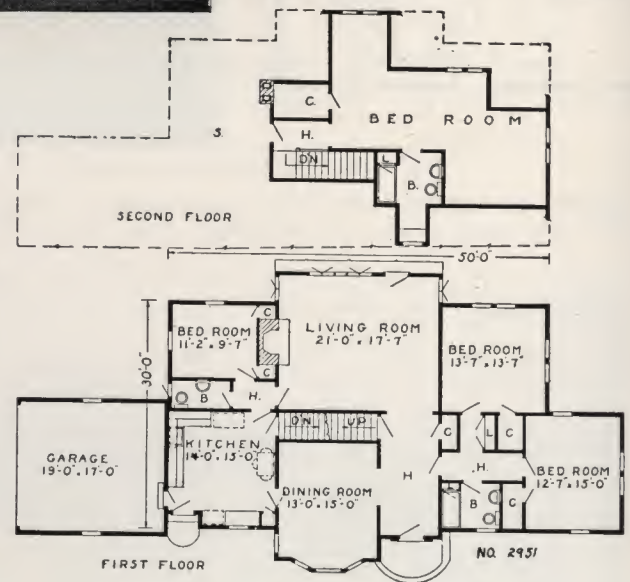 C.
BED ROOM
S.
H.
DN.
L
B.
SECOND FLOOR
50'-0"
30'-0"
BED ROOM
11'-2" x 9'-7"
C
C
LIVING ROOM
21'-0" x 17'-7"
BED ROOM
13'-7" x 13'-7"
B
H.
GARAGE
19'-0" x 17'-0"
KITCHEN
14'-0" x 15'-0"
DN.
UP
C
L
C
H
H.
BED ROOM
12'-7" x 15'-0"
DINING ROOM
13'-0" x 15'-0"
B
C
FIRST FLOOR
NO. 2951